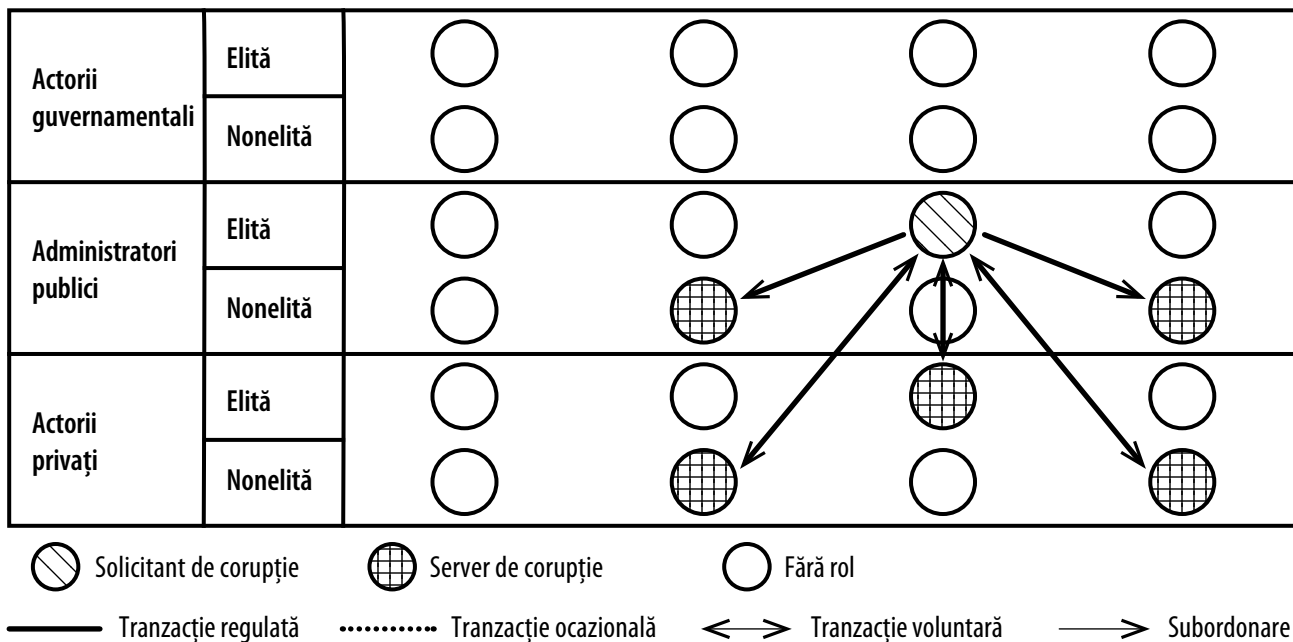 Actorii
guvernamentali
Elită
Nonelită
Administratori
publici
Elită
Nonelită
Actorii
privați
Elită
Nonelită
Solicitant de corupție
Server de corupție
Fără rol
Tranzacție regulată
Tranzacție ocazională
Tranzacție voluntară
Subordonare